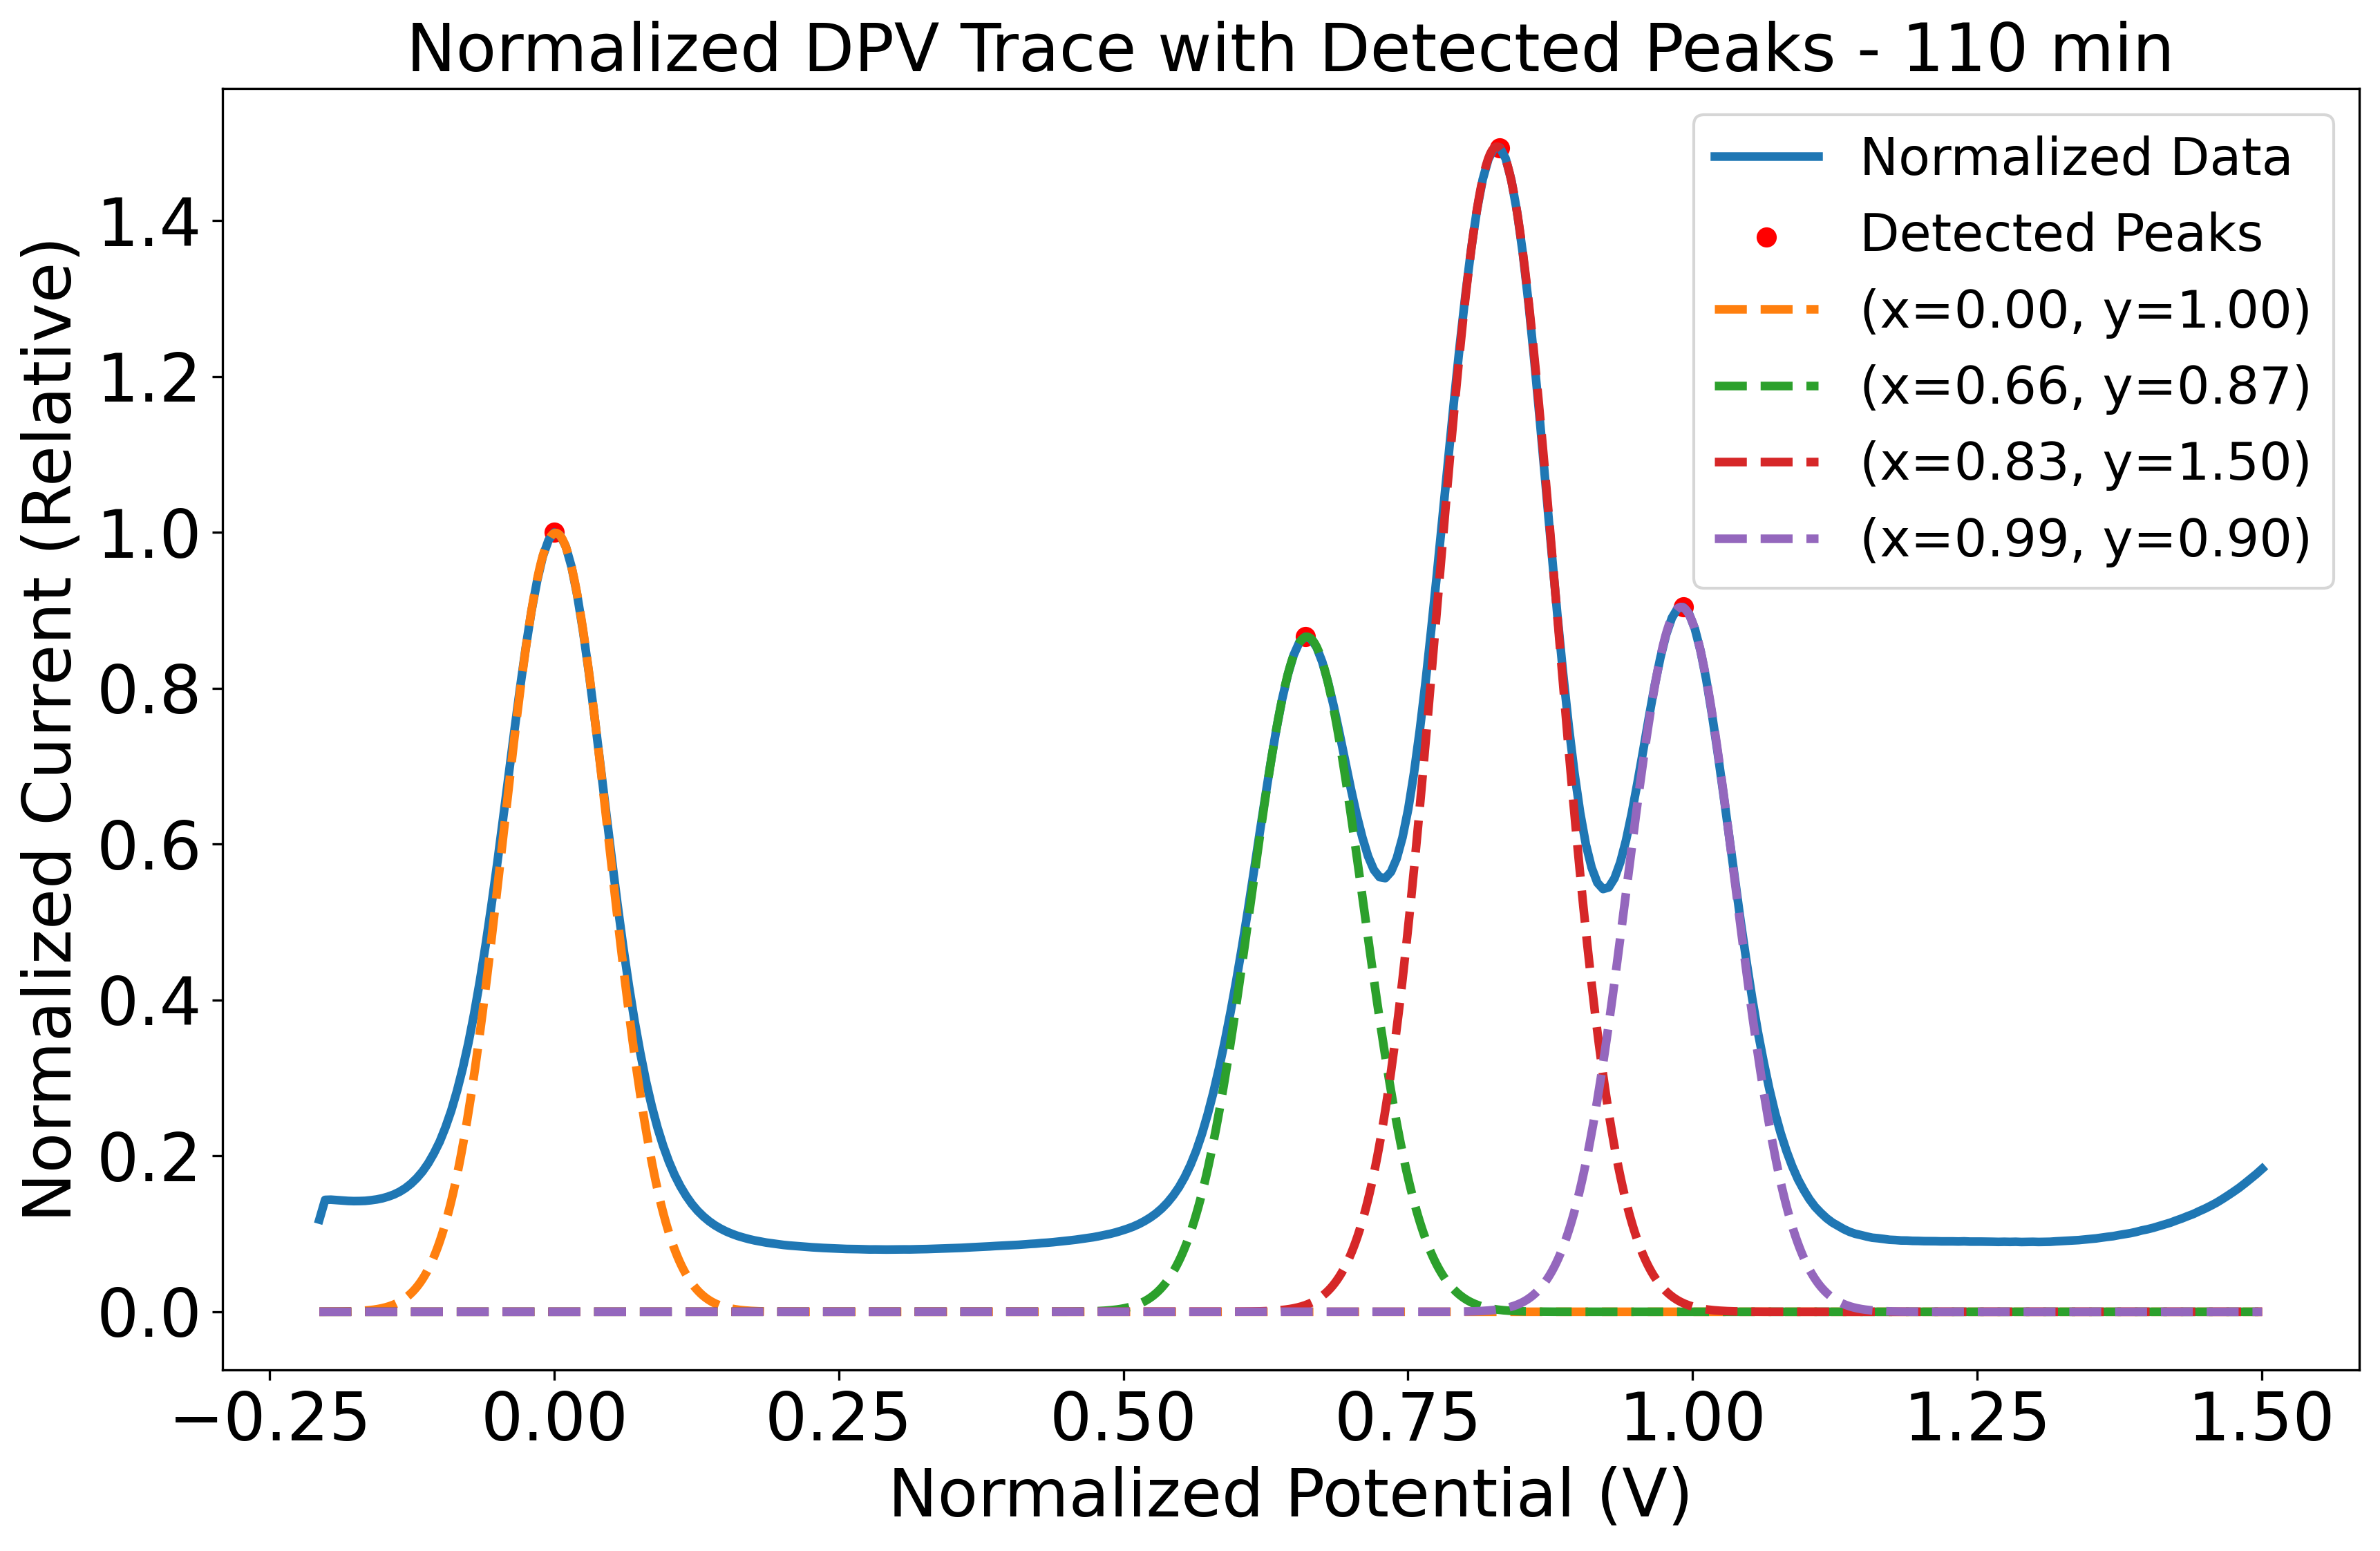 Normalized DPV Trace with Detected Peaks - 110 min
Normalized Data
Detected Peaks
(x=0.00, y=1.00)
(x=0.66, y=0.87)
(x=0.83, y=1.50)
(x=0.99, y=0.90)
Normalized Current (Relative)
1.4
1.2
1.0
0.8
0.6
0.4
0.2
0.0
−0.25 0.00 0.25 0.50 0.75 1.00 1.25 1.50
Normalized Potential (V)